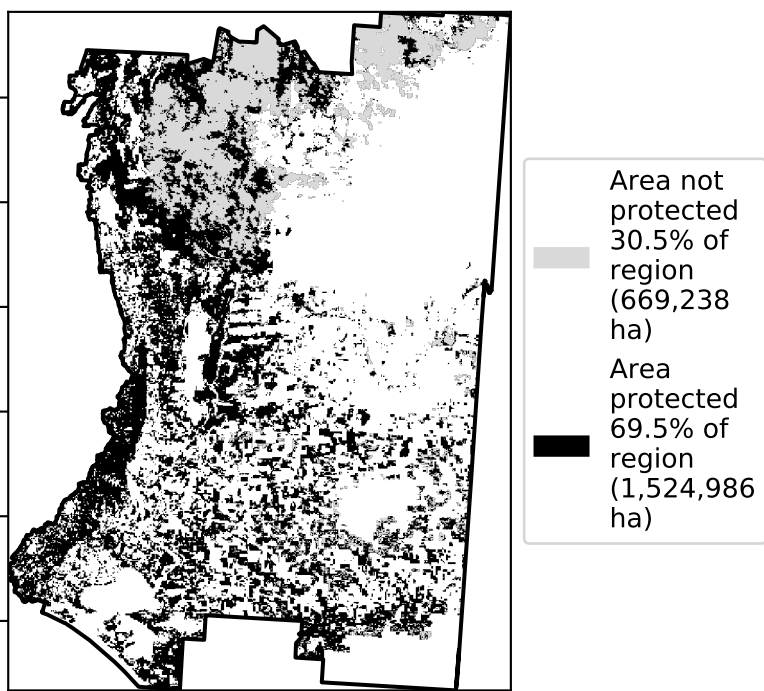 Area not
protected
30.5% of
region
(669,238
ha)
Area
protected
69.5% of
region
(1,524,986
ha)